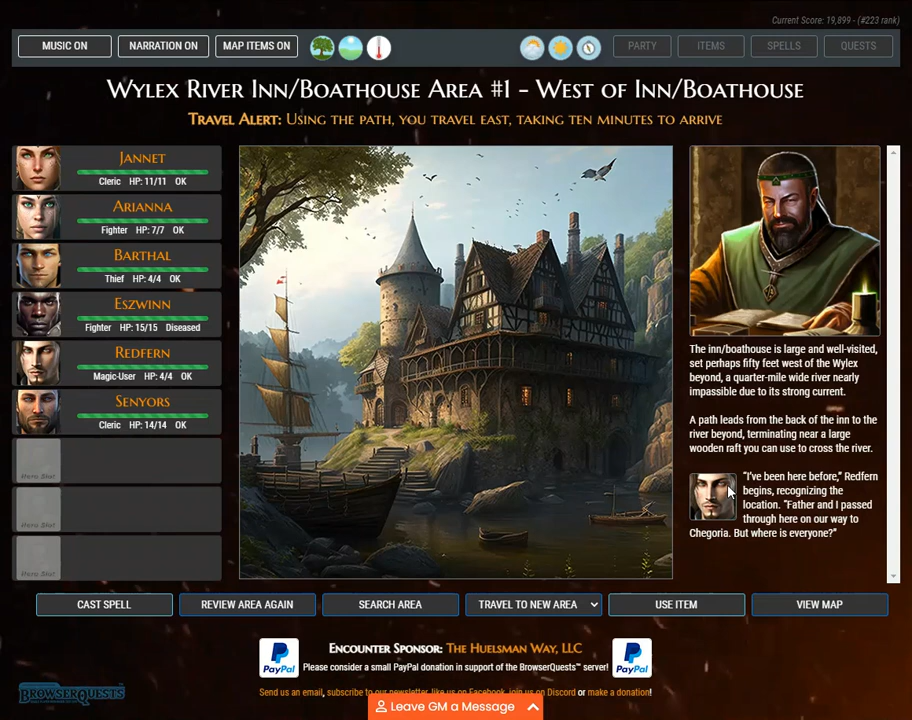 Current Score: 19,899 - (#223 rank)
MUSIC ON
NARRATION ON
MAP ITEMS ON
PARTY
ITEMS
SPELLS
QUESTS
Wylex River Inn/Boathouse Area #1 - West of Inn/Boathouse
Travel Alert: Using the path, you travel east, taking ten minutes to arrive
Jannet
Cleric HP: 11/11 OK
Arianna
Fighter HP: 7/7 OK
Barthal
Thief HP: 4/4 OK
Eszwinn
Fighter HP: 15/15 Diseased
Redfern
Magic-User HP: 4/4 OK
Senyors
Cleric HP: 14/14 OK
Hero Slot
Hero Slot
Hero Slot
The inn/boathouse is large and well-visited,
set perhaps fifty feet west of the Wylex
beyond, a quarter-mile wide river nearly
impassible due to its strong current.
A path leads from the back of the inn to the
river beyond, terminating near a large
wooden raft you can use to cross the river.
“I've been here before,” Redfern
begins, recognizing the
location. “Father and I passed
through here on our way to
Chegoria. But where is everyone?”
CAST SPELL
REVIEW AREA AGAIN
SEARCH AREA
TRAVEL TO NEW AREA
USE ITEM
VIEW MAP
PayPal
Encounter Sponsor: The Huelsman Way, LLC
Please consider a small PayPal donation in support of the BrowserQuests™ server!
PayPal
Send us an email, subscribe to our newsletter, like us on Facebook, join us on Discord or make a donation!
BrowserQuests
Leave GM a Message